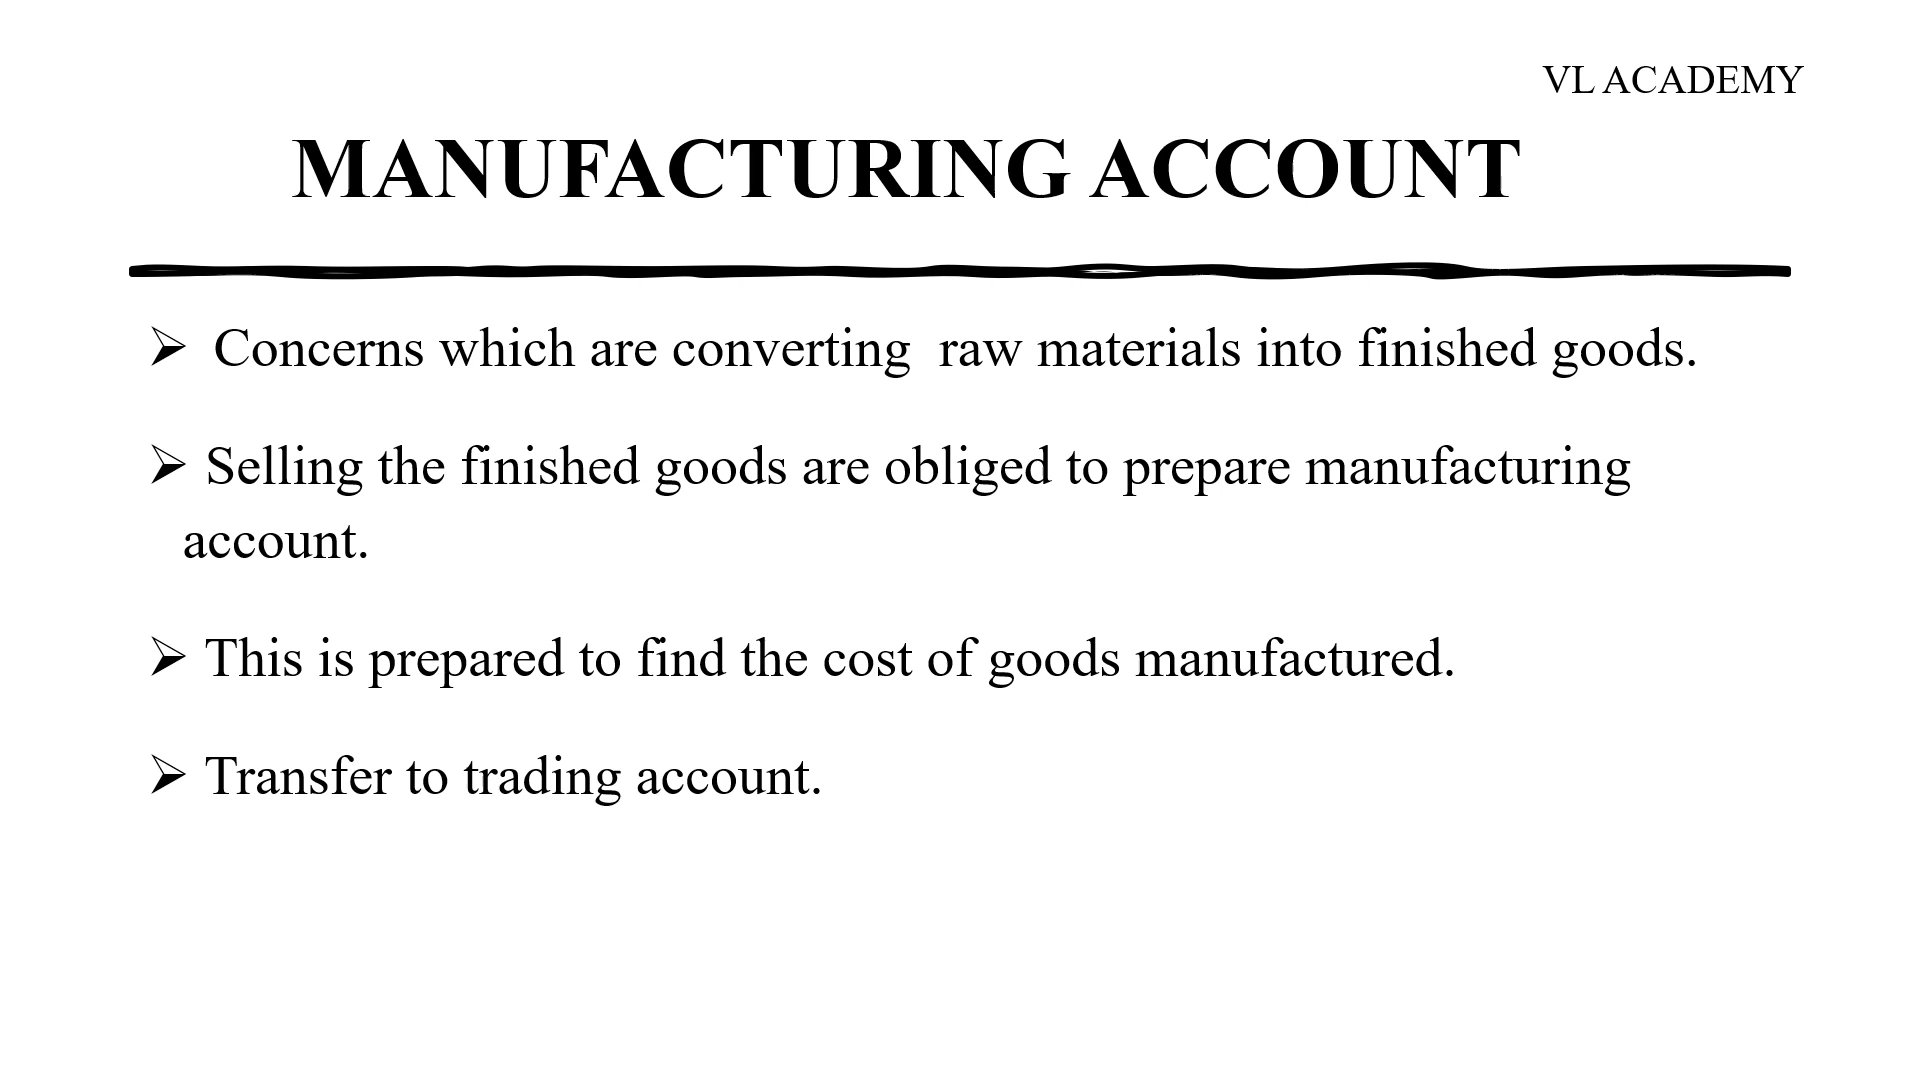 VL ACADEMY
MANUFACTURING ACCOUNT
➢ Concerns which are converting  raw materials into finished goods.
➢ Selling the finished goods are obliged to prepare manufacturing
account.
➢ This is prepared to find the cost of goods manufactured.
➢ Transfer to trading account.